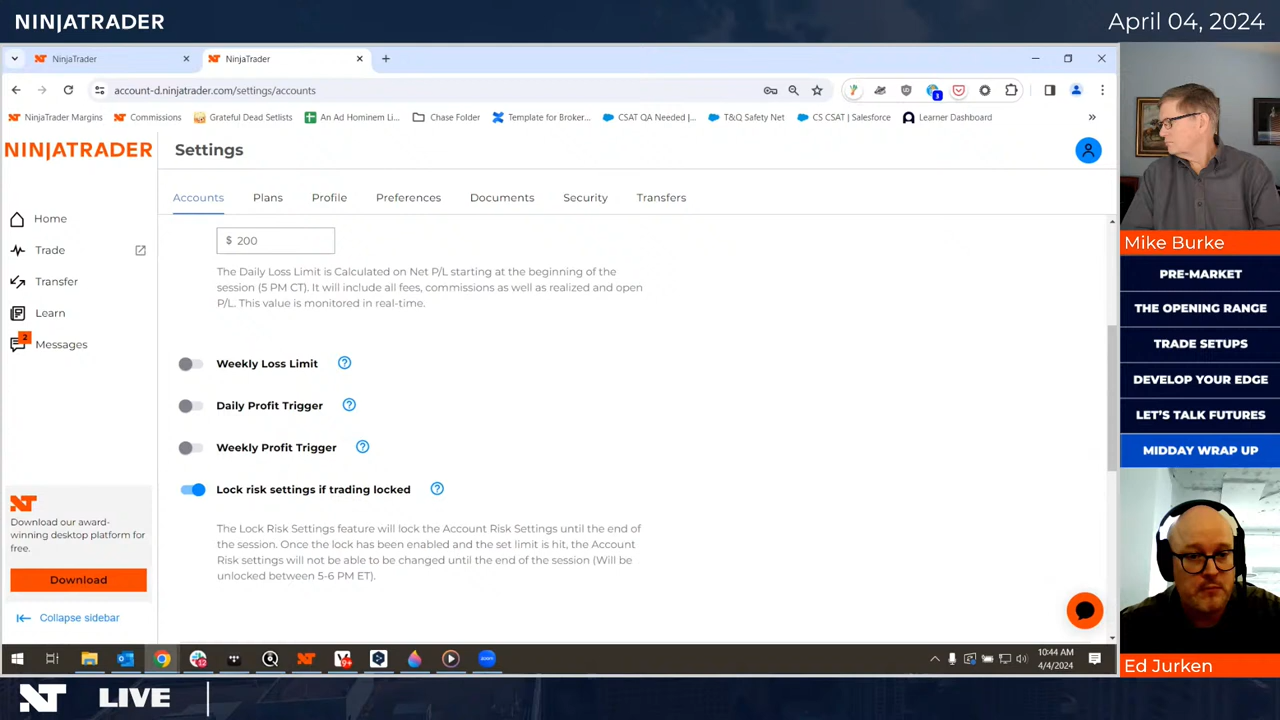 NINJATRADER
April 04, 2024
NinjaTrader
NinjaTrader
account-d.ninjatrader.com/settings/accounts
NinjaTrader Margins
Commissions
Grateful Dead Setlists
An Ad Hominem Li...
Chase Folder
Template for Broker...
CSAT QA Needed |...
T&Q Safety Net
CS CSAT | Salesforce
Learner Dashboard
NINJATRADER
Settings
Accounts
Plans
Profile
Preferences
Documents
Security
Transfers
Home
Trade
Transfer
Learn
2
Messages
$ 200
The Daily Loss Limit is Calculated on Net P/L starting at the beginning of the
session (5 PM CT). It will include all fees, commissions as well as realized and open
P/L. This value is monitored in real-time.
Weekly Loss Limit
Daily Profit Trigger
Weekly Profit Trigger
Lock risk settings if trading locked
The Lock Risk Settings feature will lock the Account Risk Settings until the end of
the session. Once the lock has been enabled and the set limit is hit, the Account
Risk settings will not be able to be changed until the end of the session (Will be
unlocked between 5-6 PM ET).
Download our award-
winning desktop platform for
free.
Download
Collapse sidebar
10:44 AM
4/4/2024
Mike Burke
PRE-MARKET
THE OPENING RANGE
TRADE SETUPS
DEVELOP YOUR EDGE
LET'S TALK FUTURES
MIDDAY WRAP UP
Ed Jurken
LIVE